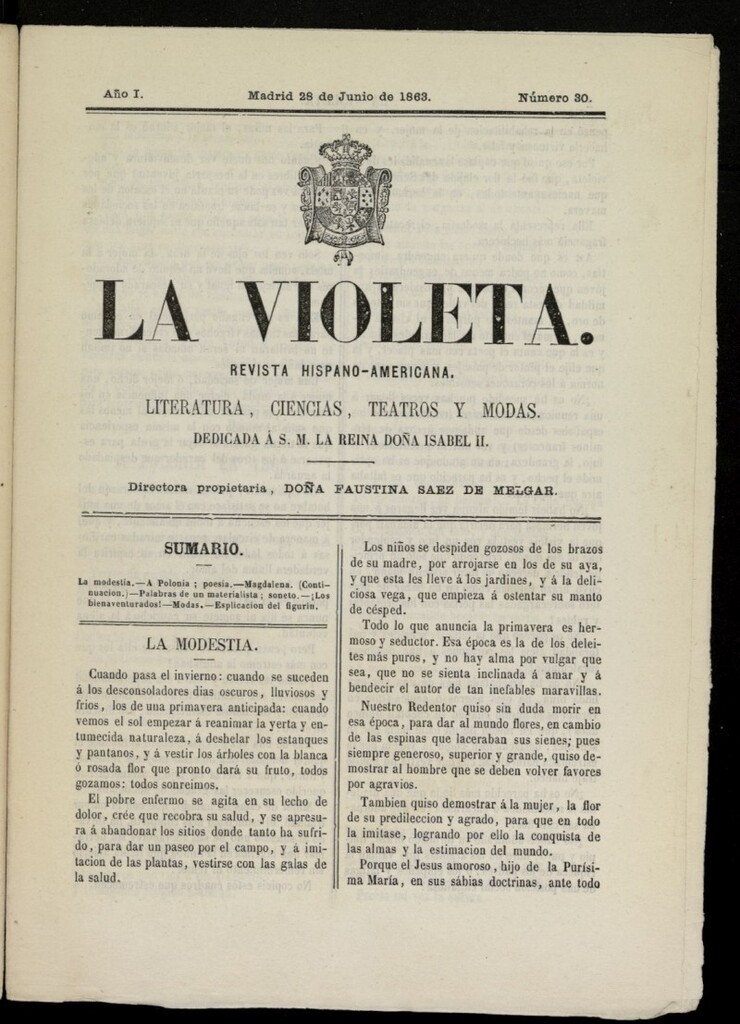 Año I.
Madrid 28 de Junio de 1863.
Número 30.
LA VIOLETA.
REVISTA HISPANO-AMERICANA.
LITERATURA, CIENCIAS, TEATROS Y MODAS.
DEDICADA Á S. M. LA REINA DOÑA ISABEL II.
Directora propietaria, DOÑA FAUSTINA SAEZ DE MELGAR.
SUMARIO.
La modestia.—A Polonia; poesia.—Magdalena. (Conti-
nuacion.)—Palabras de un materialista; soneto.—¡Los
bienaventurados!—Modas.—Esplicacion del figurin.
LA MODESTIA.
Cuando pasa el invierno: cuando se suceden
á los desconsoladores dias oscuros, lluviosos y
frios, los de una primavera anticipada: cuando
vemos el sol empezar á reanimar la yerta y en-
tumecida naturaleza, á deshelar los estanques
y pantanos, y á vestir los árboles con la blanca
ó rosada flor que pronto dará su fruto, todos
gozamos: todos sonreimos.
El pobre enfermo se agita en su lecho de
dolor, crée que recobra su salud, y se apresu-
ra á abandonar los sitios donde tanto ha sufri-
do, para dar un paseo por el campo, y á imi-
tacion de las plantas, vestirse con las galas de
la salud.
Los niños se despiden gozosos de los brazos
de su madre, por arrojarse en los de su aya,
y que esta les lleve á los jardines, y á la deli-
ciosa vega, que empieza á ostentar su manto
de césped.
Todo lo que anuncia la primavera es her-
moso y seductor. Esa época es la de los delei-
tes más puros, y no hay alma por vulgar que
sea, que no se sienta inclinada á amar y á
bendecir el autor de tan inefables maravillas.
Nuestro Redentor quiso sin duda morir en
esa época, para dar al mundo flores, en cambio
de las espinas que laceraban sus sienes; pues
siempre generoso, superior y grande, quiso de-
mostrar al hombre que se deben volver favores
por agravios.
Tambien quiso demostrar á la mujer, la flor
de su predileccion y agrado, para que en todo
la imitase, logrando por ello la conquista de
las almas y la estimacion del mundo.
Porque el Jesus amoroso, hijo de la Purísi-
ma María, en sus sábias doctrinas, ante todo